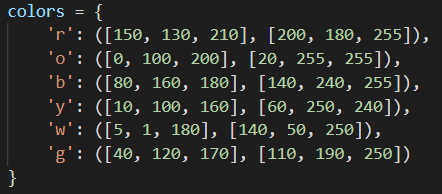 colors = {
    'r': ([150, 130, 210], [200, 180, 255]),
    'o': ([0, 100, 200], [20, 255, 255]),
    'b': ([80, 160, 180], [140, 240, 255]),
    'y': ([10, 100, 160], [60, 250, 240]),
    'w': ([5, 1, 180], [140, 50, 250]),
    'g': ([40, 120, 170], [110, 190, 250])
}